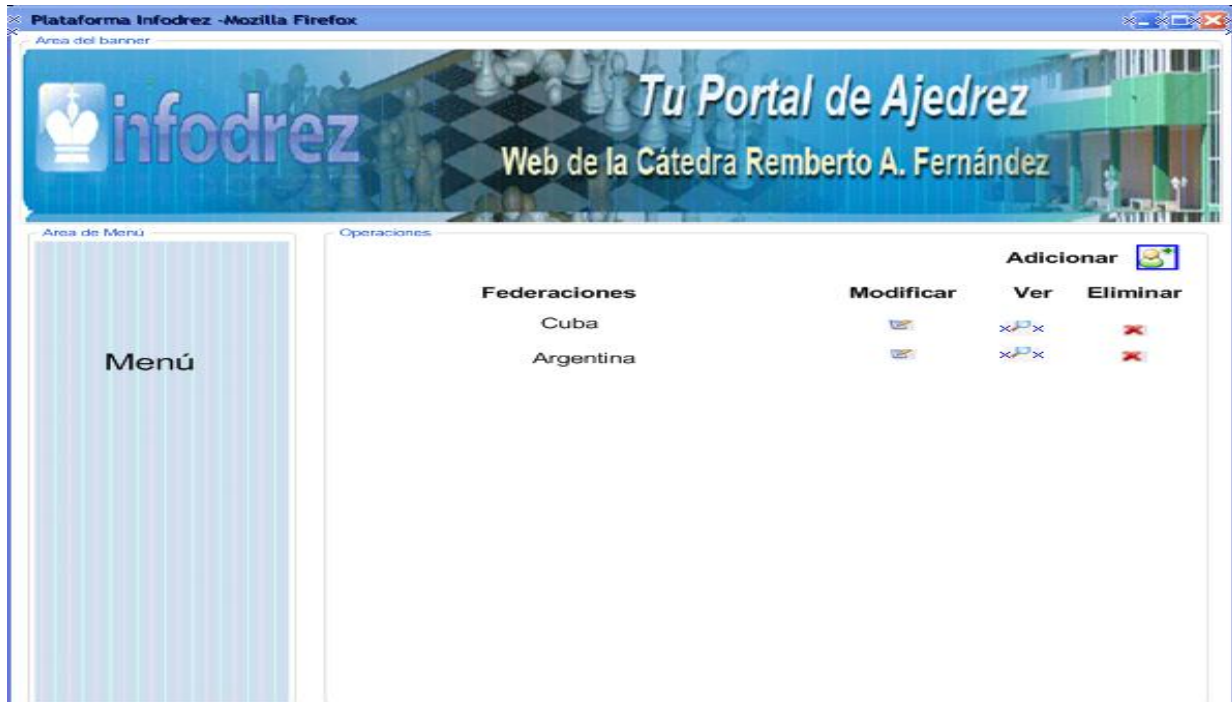 Plataforma Infodrez -Mozilla Firefox
Area del banner
infodrez
Tu Portal de Ajedrez
Web de la Cátedra Remberto A. Fernández
Area de Menú
Operaciones
Adicionar
Federaciones Modificar Ver Eliminar
Cuba
Argentina
Menú